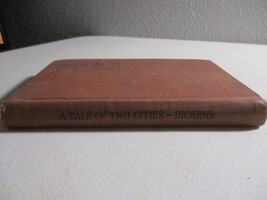 A TALE OF TWO CITIES — DICKENS